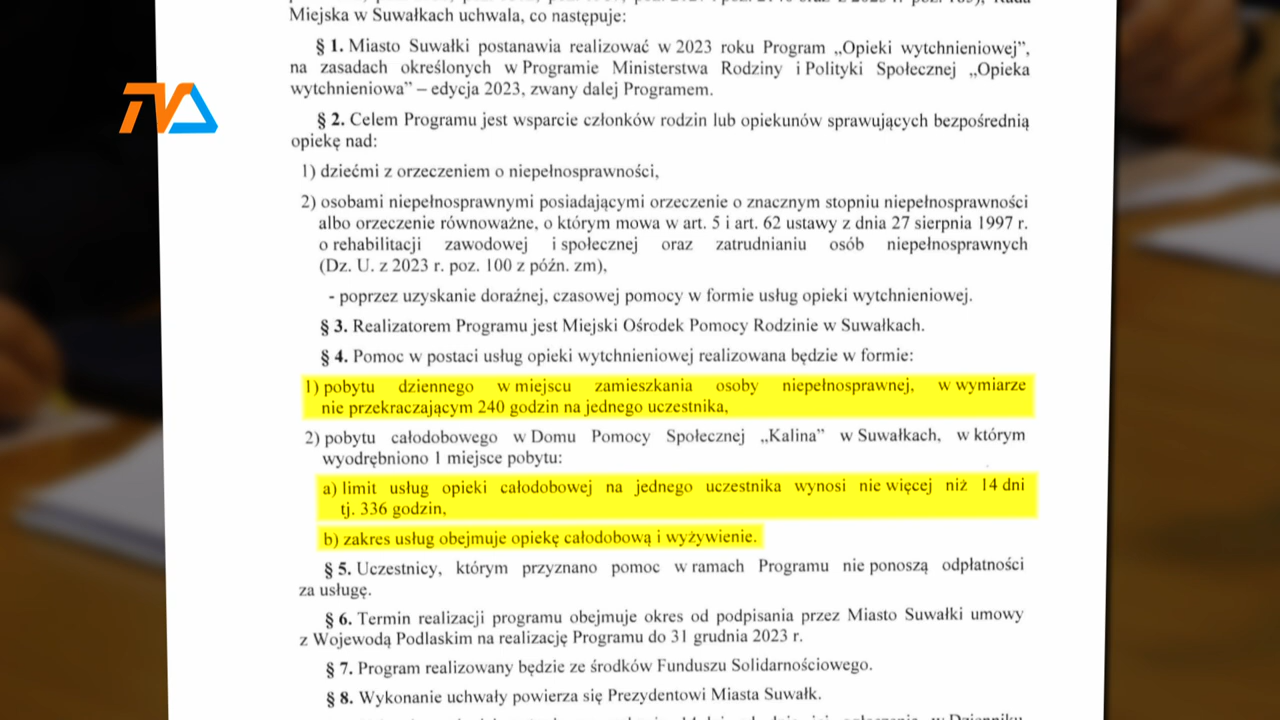 Miejska w Suwałkach uchwala, co następuje:
§ 1. Miasto Suwałki postanawia realizować w 2023 roku Program „Opieki wytchnieniowej”,
na zasadach określonych w Programie Ministerstwa Rodziny i Polityki Społecznej „Opieka
wytchnieniowa” – edycja 2023, zwany dalej Programem.
TVA
§ 2. Celem Programu jest wsparcie członków rodzin lub opiekunów sprawujących bezpośrednią
opiekę nad:
1) dziećmi z orzeczeniem o niepełnosprawności,
2) osobami niepełnosprawnymi posiadającymi orzeczenie o znacznym stopniu niepełnosprawności
albo orzeczenie równoważne, o którym mowa w art. 5 i art. 62 ustawy z dnia 27 sierpnia 1997 r.
o rehabilitacji zawodowej i społecznej oraz zatrudnianiu osób niepełnosprawnych
(Dz. U. z 2023 r. poz. 100 z późn. zm),
- poprzez uzyskanie doraźnej, czasowej pomocy w formie usług opieki wytchnieniowej.
§ 3. Realizatorem Programu jest Miejski Ośrodek Pomocy Rodzinie w Suwałkach.
§ 4. Pomoc w postaci usług opieki wytchnieniowej realizowana będzie w formie:
1) pobytu dziennego w miejscu zamieszkania osoby niepełnosprawnej, w wymiarze
nie przekraczającym 240 godzin na jednego uczestnika,
2) pobytu całodobowego w Domu Pomocy Społecznej „Kalina” w Suwałkach, w którym
wyodrębniono 1 miejsce pobytu:
a) limit usług opieki całodobowej na jednego uczestnika wynosi nie więcej niż 14 dni
tj. 336 godzin,
b) zakres usług obejmuje opiekę całodobową i wyżywienie.
§ 5. Uczestnicy, którym przyznano pomoc w ramach Programu nie ponoszą odpłatności
za usługę.
§ 6. Termin realizacji programu obejmuje okres od podpisania przez Miasto Suwałki umowy
z Wojewodą Podlaskim na realizację Programu do 31 grudnia 2023 r.
§ 7. Program realizowany będzie ze środków Funduszu Solidarnościowego.
§ 8. Wykonanie uchwały powierza się Prezydentowi Miasta Suwałk.